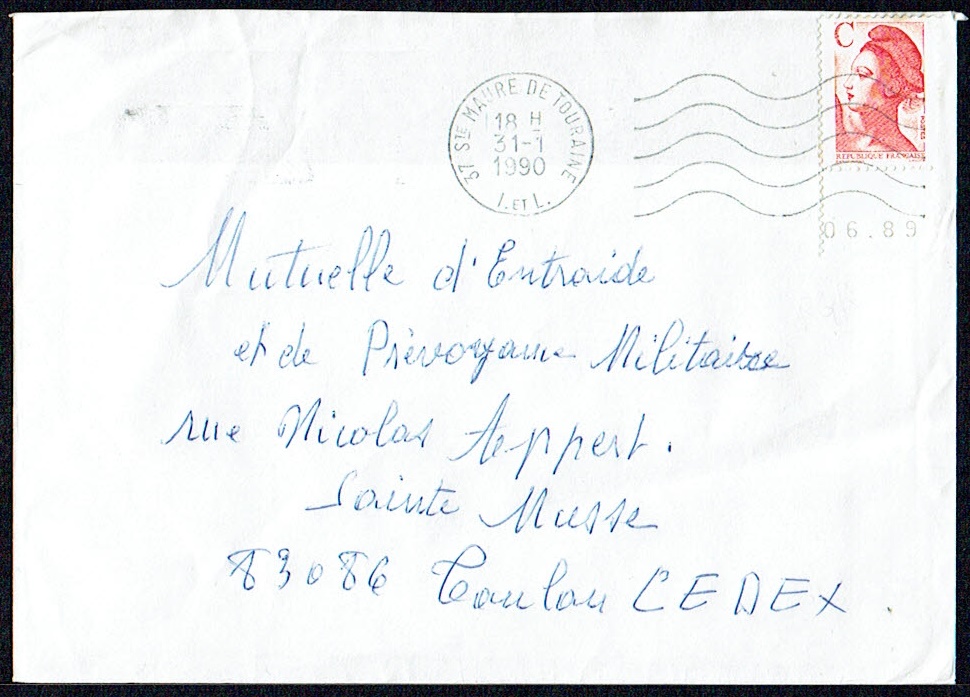 C
POSTES
REPUBLIQUE FRANÇAISE
06.89
37 STE MAURE DE TOURAINE
18 H
31-1
1990
I. ET L.
Mutuelle d'Entraide
et de Prévoyance Militaire
rue Nicolas Appert.
Sainte Musse
83086 Toulon CEDEX